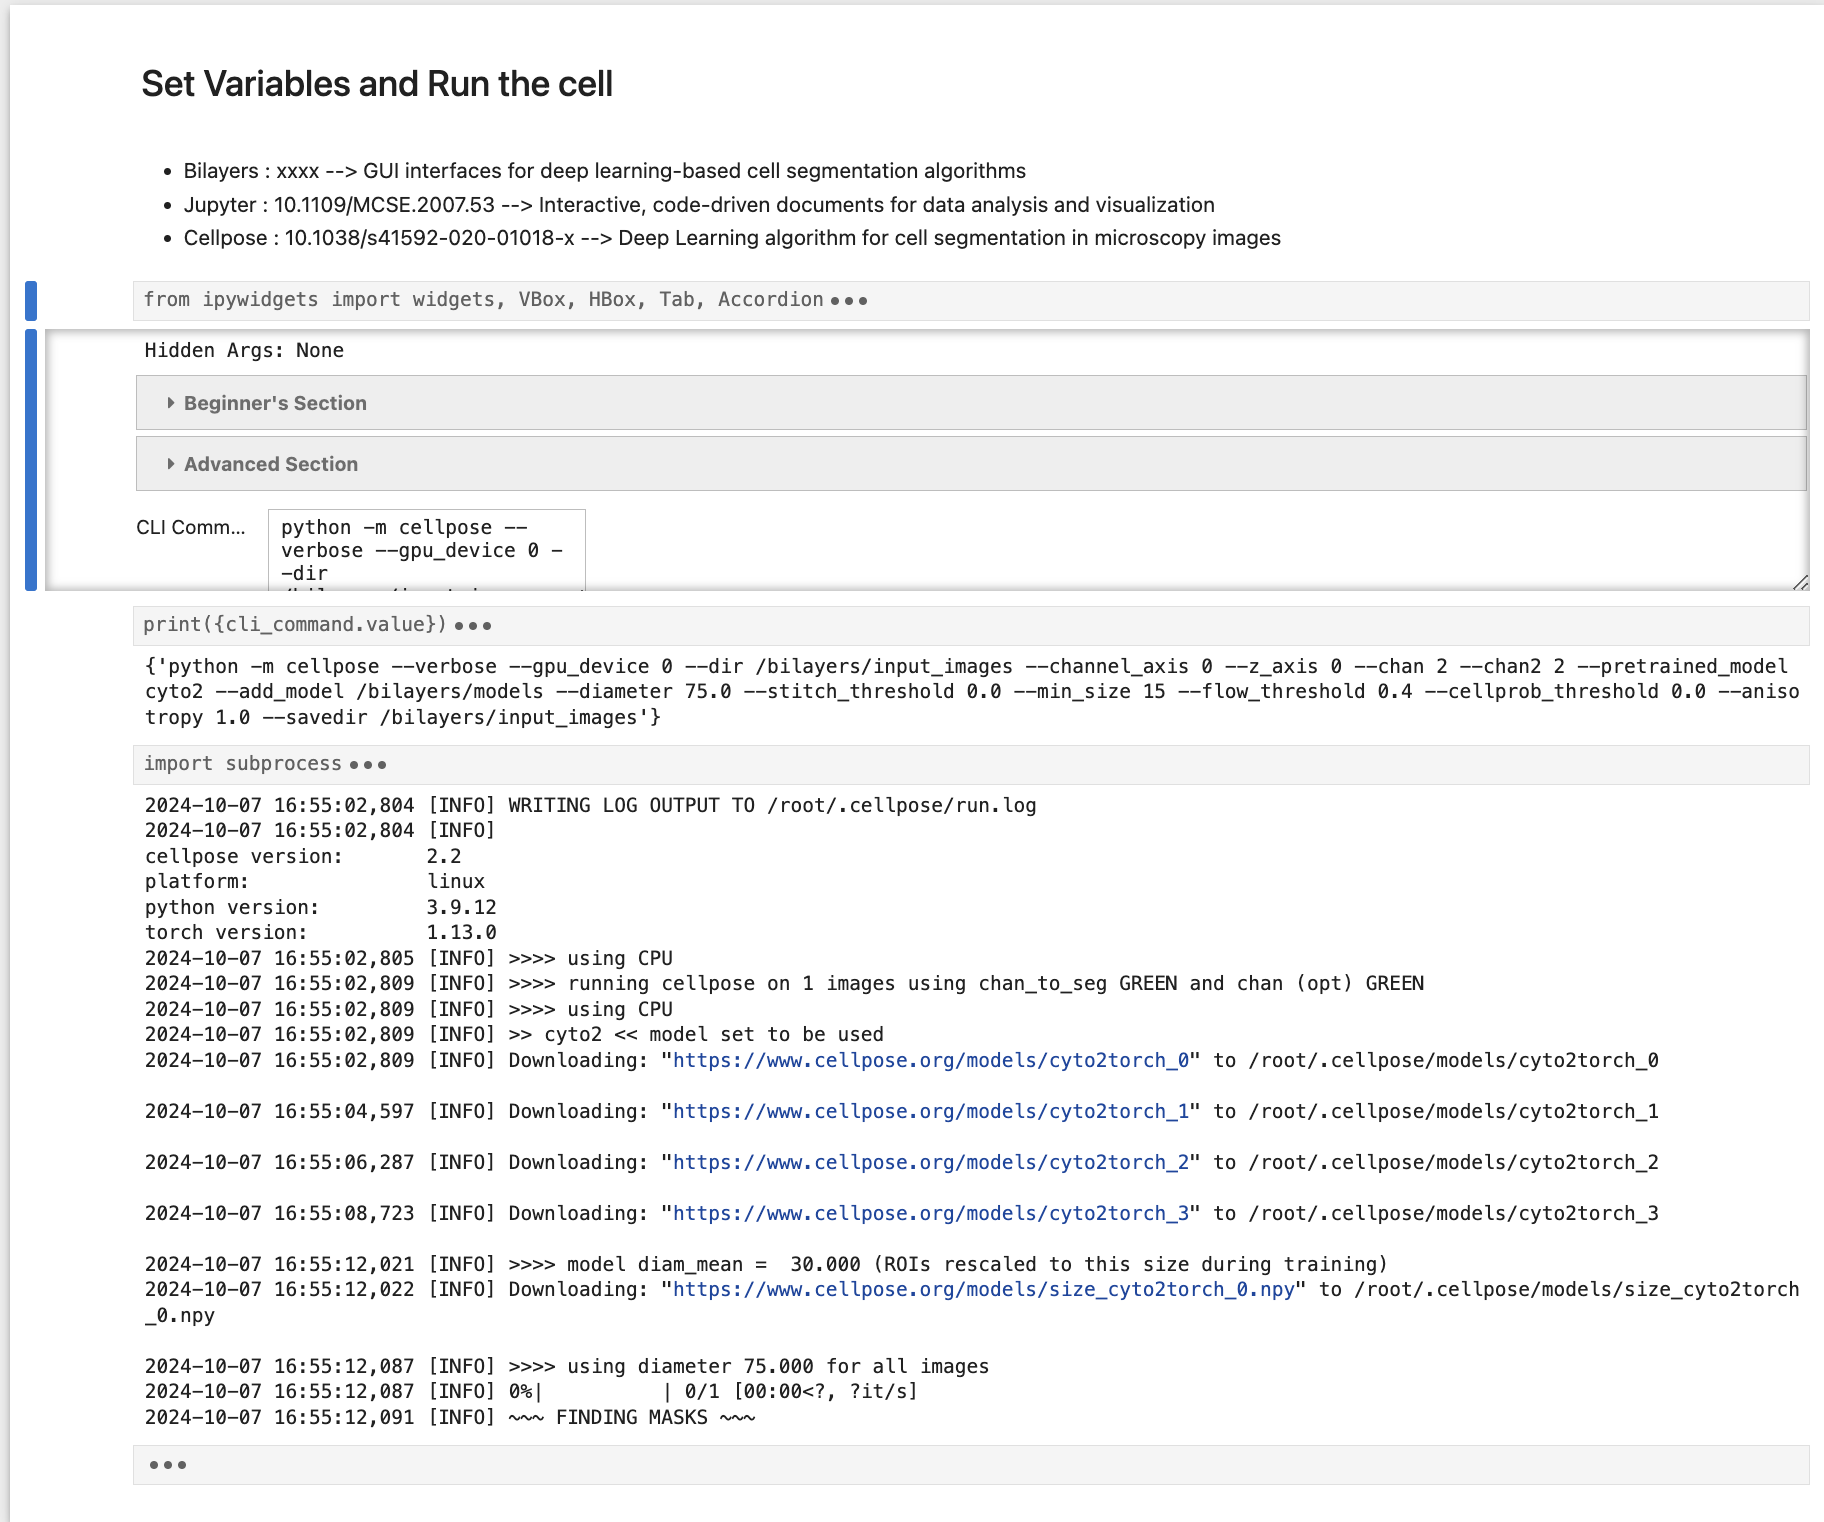 Set Variables and Run the cell
• Bilayers : xxxx --> GUI interfaces for deep learning-based cell segmentation algorithms
• Jupyter : 10.1109/MCSE.2007.53 --> Interactive, code-driven documents for data analysis and visualization
• Cellpose : 10.1038/s41592-020-01018-x --> Deep Learning algorithm for cell segmentation in microscopy images
from ipywidgets import widgets, VBox, HBox, Tab, Accordion •••
Hidden Args: None
Beginner's Section
Advanced Section
CLI Comm...
python -m cellpose --
verbose --gpu_device 0 -
-dir
print({cli_command.value}) •••
{'python -m cellpose --verbose --gpu_device 0 --dir /bilayers/input_images --channel_axis 0 --z_axis 0 --chan 2 --chan2 2 --pretrained_model
cyto2 --add_model /bilayers/models --diameter 75.0 --stitch_threshold 0.0 --min_size 15 --flow_threshold 0.4 --cellprob_threshold 0.0 --aniso
tropy 1.0 --savedir /bilayers/input_images'}
import subprocess •••
2024-10-07 16:55:02,804 [INFO] WRITING LOG OUTPUT TO /root/.cellpose/run.log
2024-10-07 16:55:02,804 [INFO]
cellpose version:       2.2
platform:               linux
python version:         3.9.12
torch version:          1.13.0
2024-10-07 16:55:02,805 [INFO] >>>> using CPU
2024-10-07 16:55:02,809 [INFO] >>>> running cellpose on 1 images using chan_to_seg GREEN and chan (opt) GREEN
2024-10-07 16:55:02,809 [INFO] >>>> using CPU
2024-10-07 16:55:02,809 [INFO] >> cyto2 << model set to be used
2024-10-07 16:55:02,809 [INFO] Downloading: "https://www.cellpose.org/models/cyto2torch_0" to /root/.cellpose/models/cyto2torch_0
2024-10-07 16:55:04,597 [INFO] Downloading: "https://www.cellpose.org/models/cyto2torch_1" to /root/.cellpose/models/cyto2torch_1
2024-10-07 16:55:06,287 [INFO] Downloading: "https://www.cellpose.org/models/cyto2torch_2" to /root/.cellpose/models/cyto2torch_2
2024-10-07 16:55:08,723 [INFO] Downloading: "https://www.cellpose.org/models/cyto2torch_3" to /root/.cellpose/models/cyto2torch_3
2024-10-07 16:55:12,021 [INFO] >>>> model diam_mean =  30.000 (ROIs rescaled to this size during training)
2024-10-07 16:55:12,022 [INFO] Downloading: "https://www.cellpose.org/models/size_cyto2torch_0.npy" to /root/.cellpose/models/size_cyto2torch
_0.npy
2024-10-07 16:55:12,087 [INFO] >>>> using diameter 75.000 for all images
2024-10-07 16:55:12,087 [INFO] 0%|          | 0/1 [00:00<?, ?it/s]
2024-10-07 16:55:12,091 [INFO] ~~~ FINDING MASKS ~~~
•••